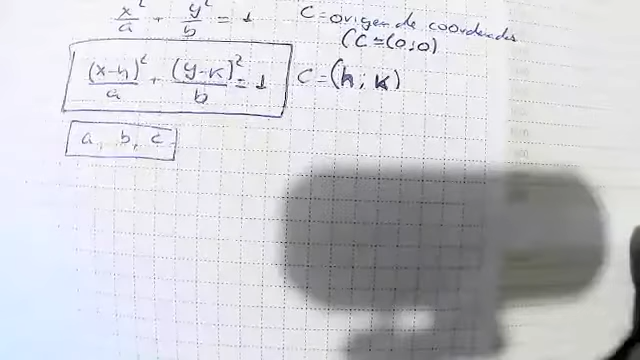 x²/a + y²/b = 1 C = origen de coordenadas
(C = (0,0)
(x-h)²/a + (y-k)²/b = 1 C = (h, k)
a, b, c.